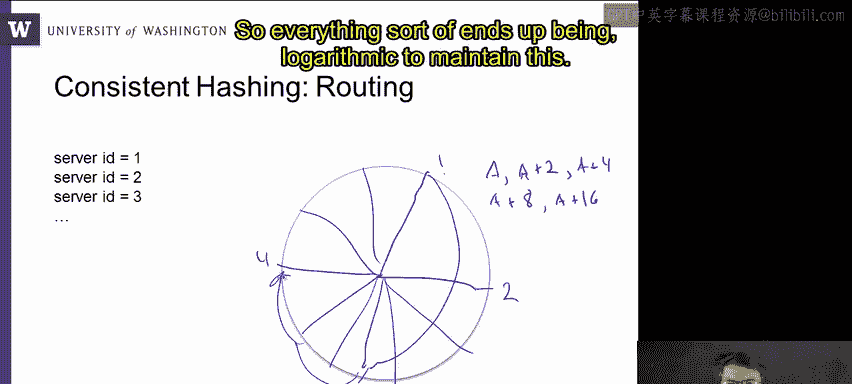 UNIVERSITY of WASHINGTON
So everything sort of ends up being,
logarithmic to maintain this.
中英字幕课程资源@bilibili.com
Consistent Hashing: Routing
server id = 1
server id = 2
server id = 3
…
A, A+2, A+4
A+8, A+16
4
2